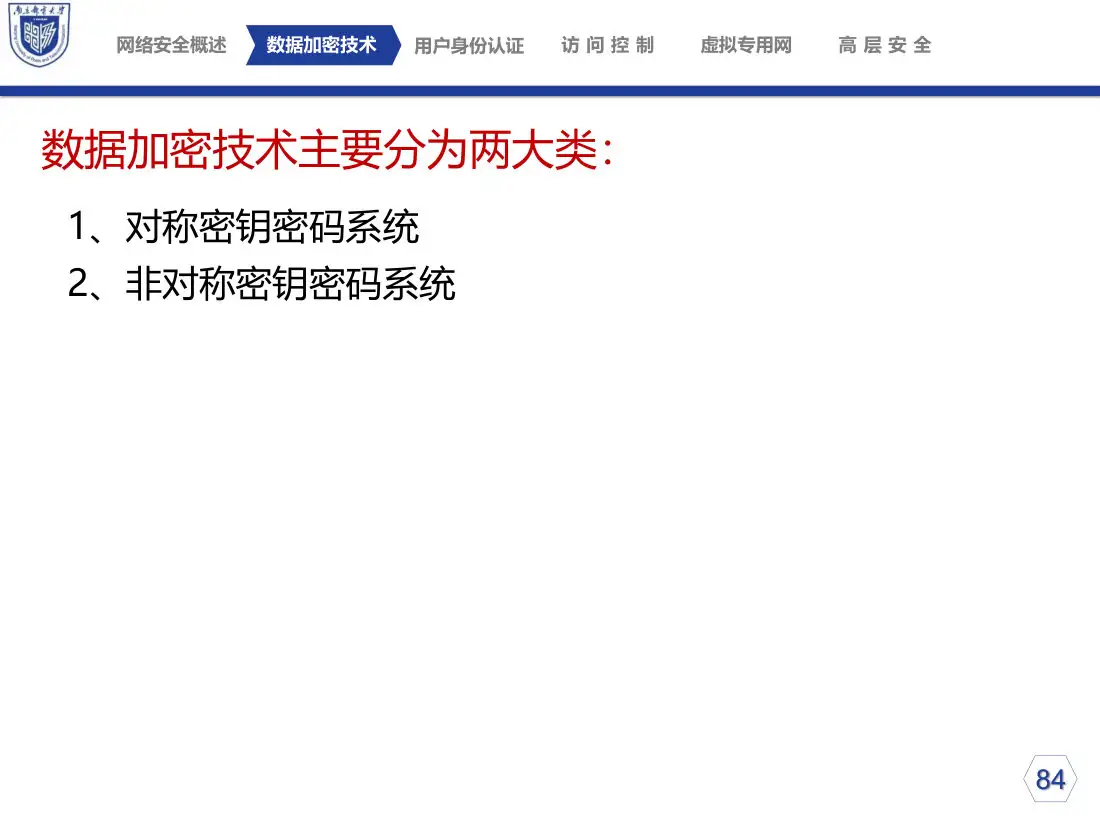 网络安全概述 数据加密技术 用户身份认证 访问控制 虚拟专用网 高层安全
数据加密技术主要分为两大类：
1、对称密钥密码系统
2、非对称密钥密码系统
84